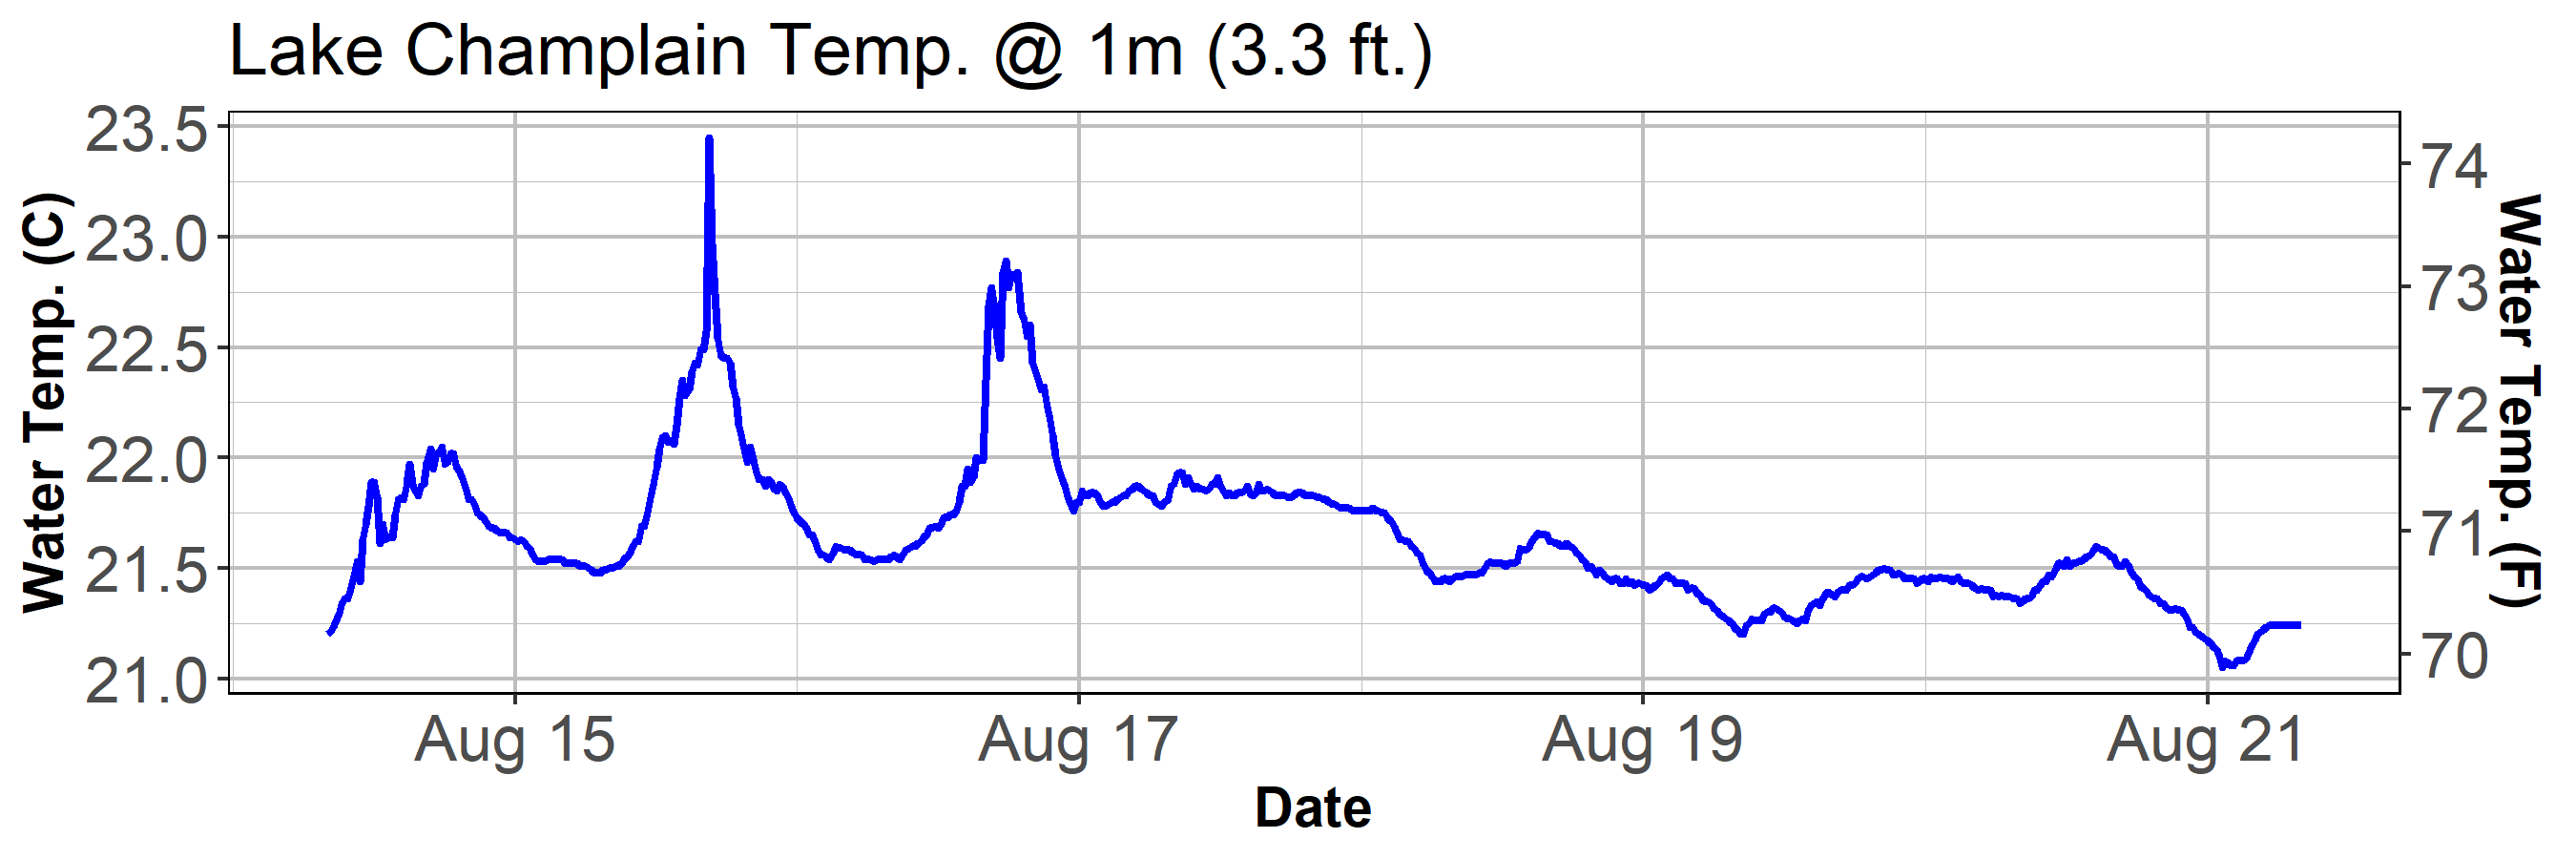 Lake Champlain Temp. @ 1m (3.3 ft.)
Water Temp. (C)
23.5
23.0
22.5
22.0
21.5
21.0
74
73
72
71
70
Water Temp. (F)
Aug 15 Aug 17 Aug 19 Aug 21
Date